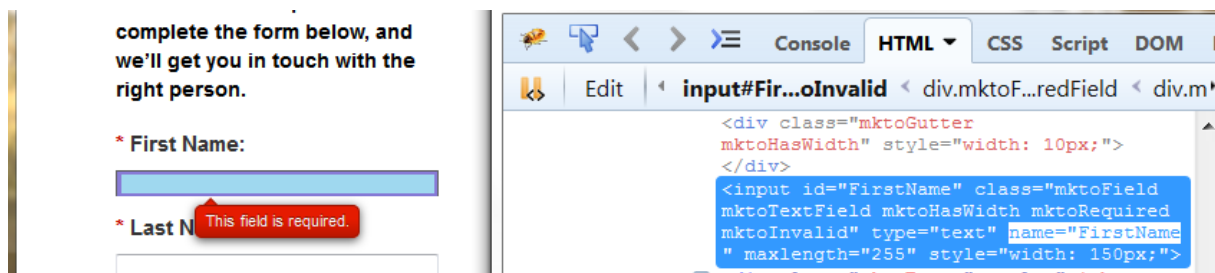 complete the form below, and
we'll get you in touch with the
right person.
* First Name:
This field is required.
* Last N
Console HTML CSS Script DOM
Edit input#Fir...oInvalid < div.mktoF...redField < div.m
<div class="mktoGutter
mktoHasWidth" style="width: 10px;">
</div>
<input id="FirstName" class="mktoField
mktoTextField mktoHasWidth mktoRequired
mktoInvalid" type="text" name="FirstName
" maxlength="255" style="width: 150px;">